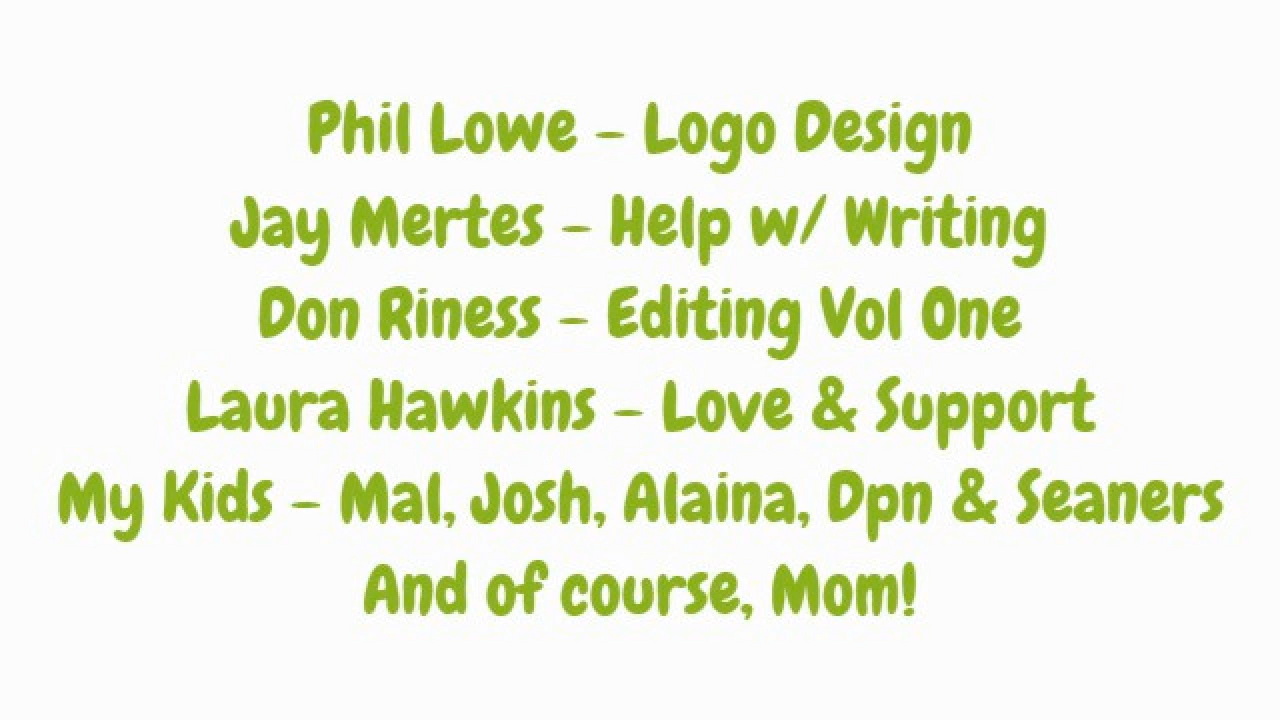 Phil Lowe - Logo Design
Jay Mertes - Help w/ Writing
Don Riness - Editing Vol One
Laura Hawkins - Love & Support
My Kids - Mal, Josh, Alaina, Dpn & Seaners
And of course, Mom!